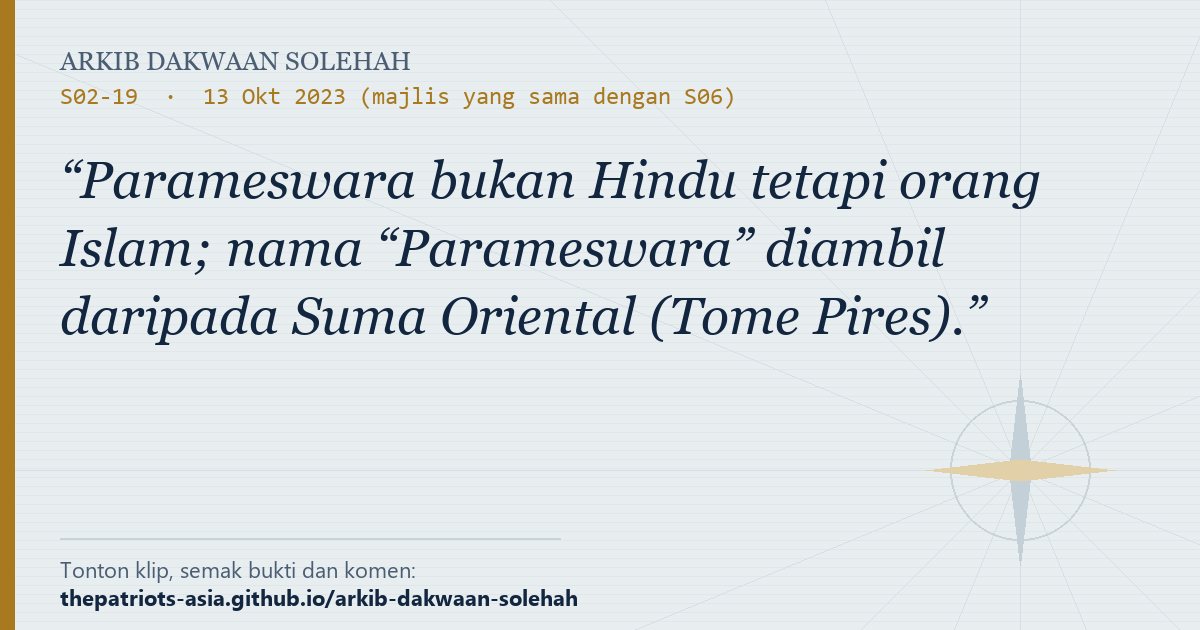 ARKIB DAKWAAN SOLEHAH
S02-19 · 13 Okt 2023 (majlis yang sama dengan S06)
“Parameswara bukan Hindu tetapi orang
Islam; nama “Parameswara” diambil
daripada Suma Oriental (Tome Pires).”
Tonton klip, semak bukti dan komen:
thepatriots-asia.github.io/arkib-dakwaan-solehah